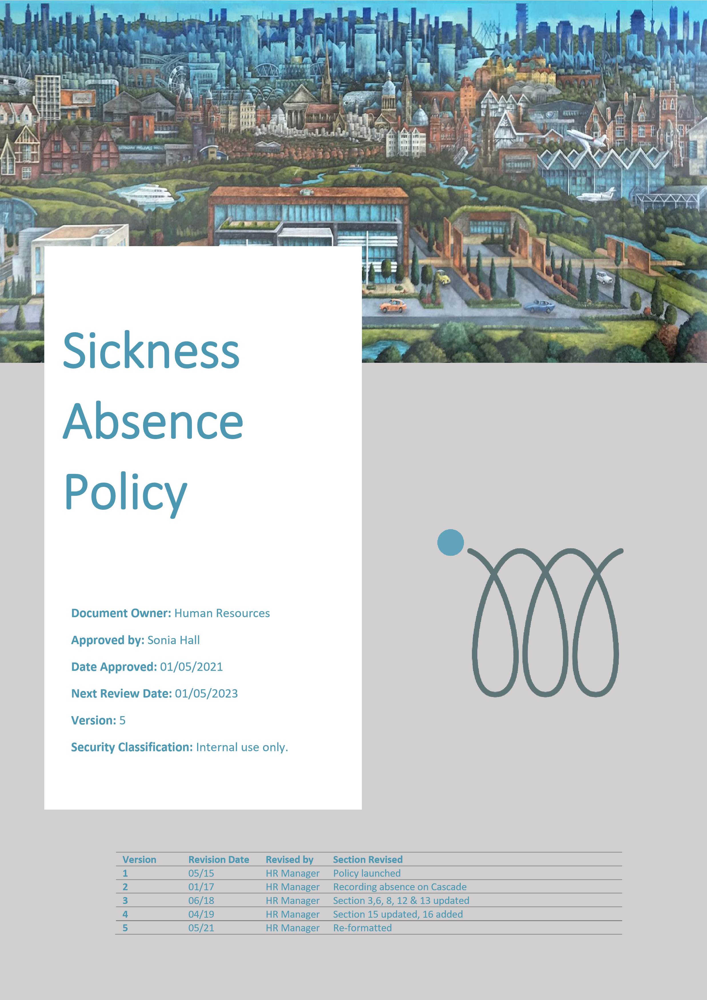 Sickness
Absence
Policy
Document Owner: Human Resources
Approved by: Sonia Hall
Date Approved: 01/05/2021
Next Review Date: 01/05/2023
Version: 5
Security Classification: Internal use only.
Version Revision Date Revised by Section Revised
1 05/15 HR Manager Policy launched
2 01/17 HR Manager Recording absence on Cascade
3 06/18 HR Manager Section 3,6, 8, 12 & 13 updated
4 04/19 HR Manager Section 15 updated, 16 added
5 05/21 HR Manager Re-formatted